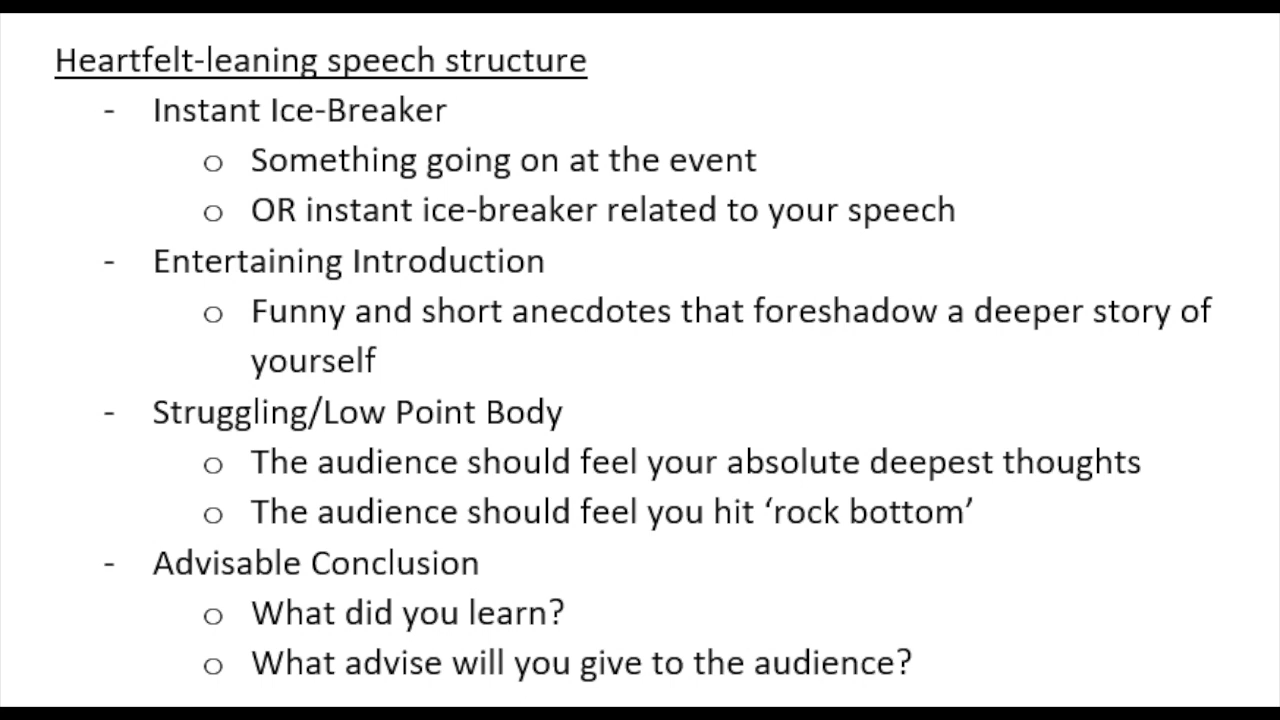 Heartfelt-leaning speech structure
- Instant Ice-Breaker
o Something going on at the event
o OR instant ice-breaker related to your speech
- Entertaining Introduction
o Funny and short anecdotes that foreshadow a deeper story of
yourself
- Struggling/Low Point Body
o The audience should feel your absolute deepest thoughts
o The audience should feel you hit ‘rock bottom’
- Advisable Conclusion
o What did you learn?
o What advise will you give to the audience?